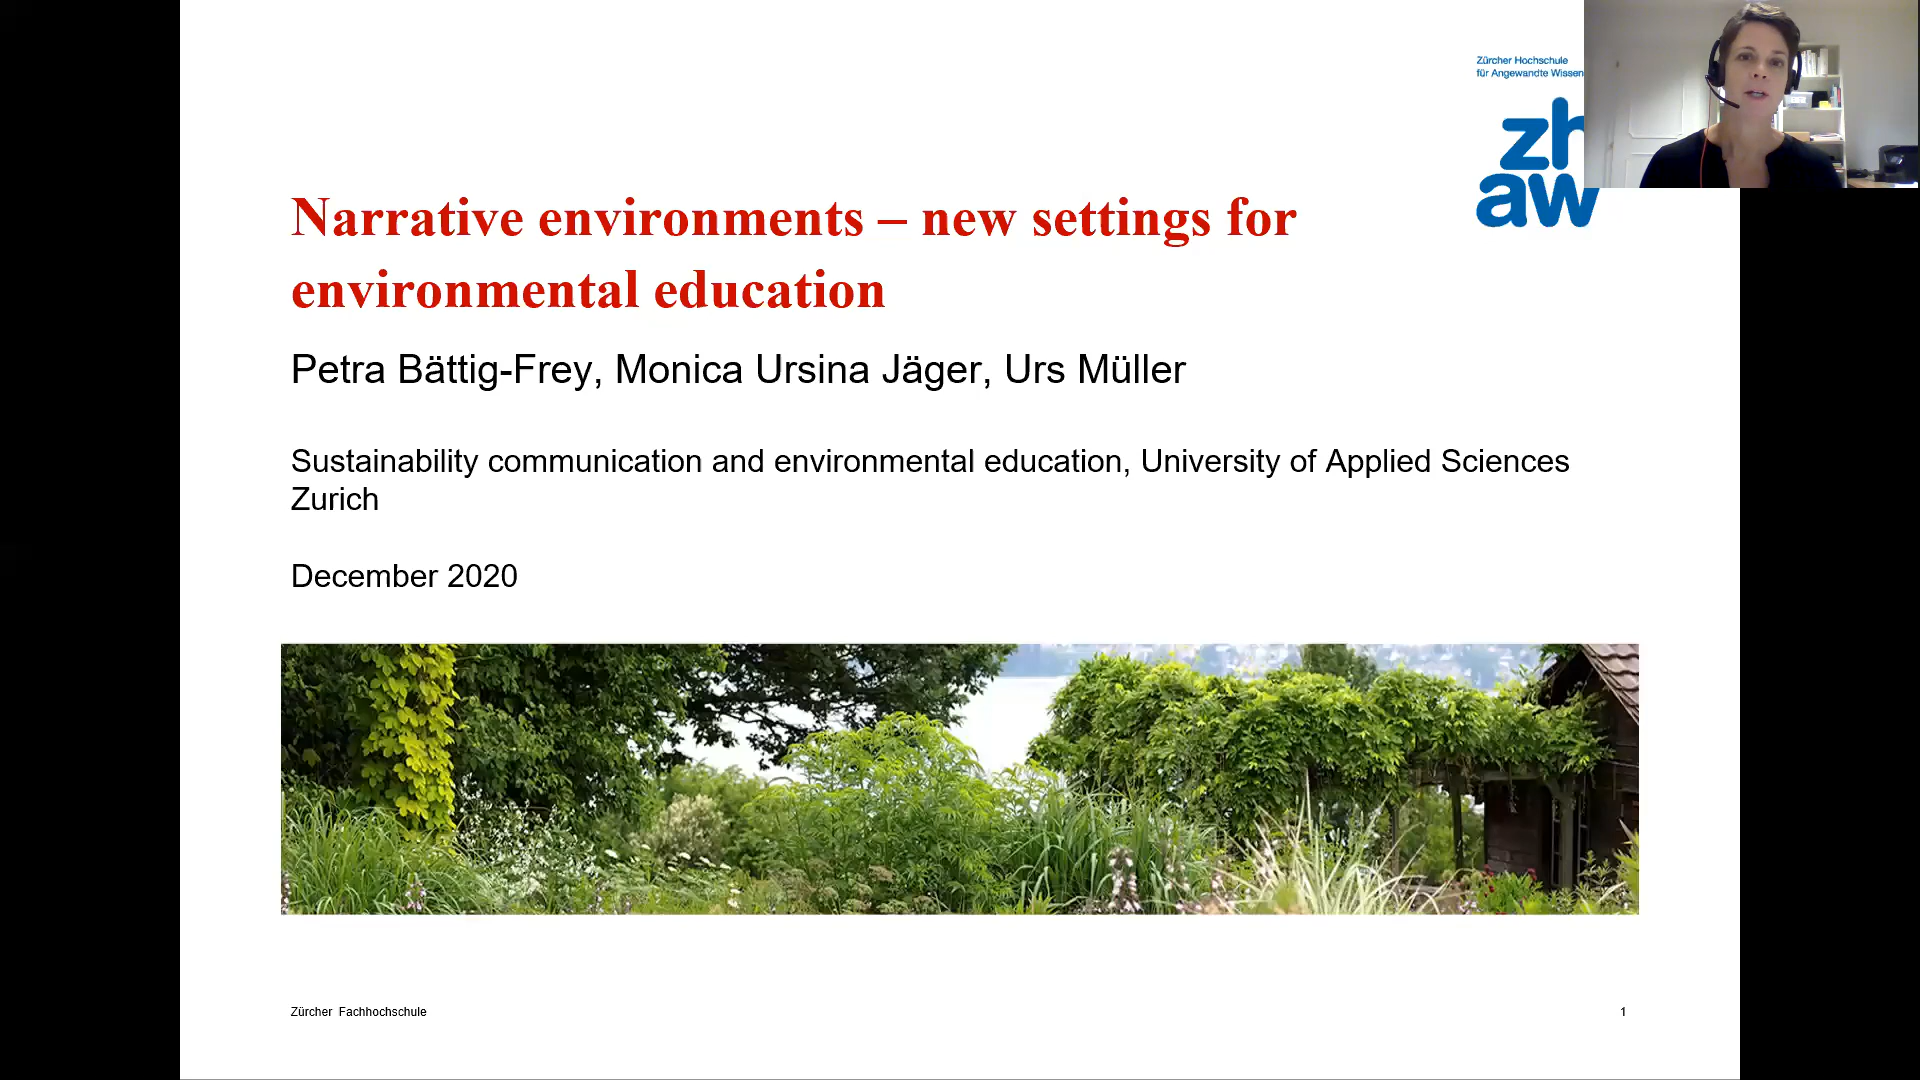 Zürcher Hochschule
für Angewandte Wissen
zh
aw
Narrative environments – new settings for
environmental education
Petra Bättig-Frey, Monica Ursina Jäger, Urs Müller
Sustainability communication and environmental education, University of Applied Sciences
Zurich
December 2020
Zürcher Fachhochschule
1